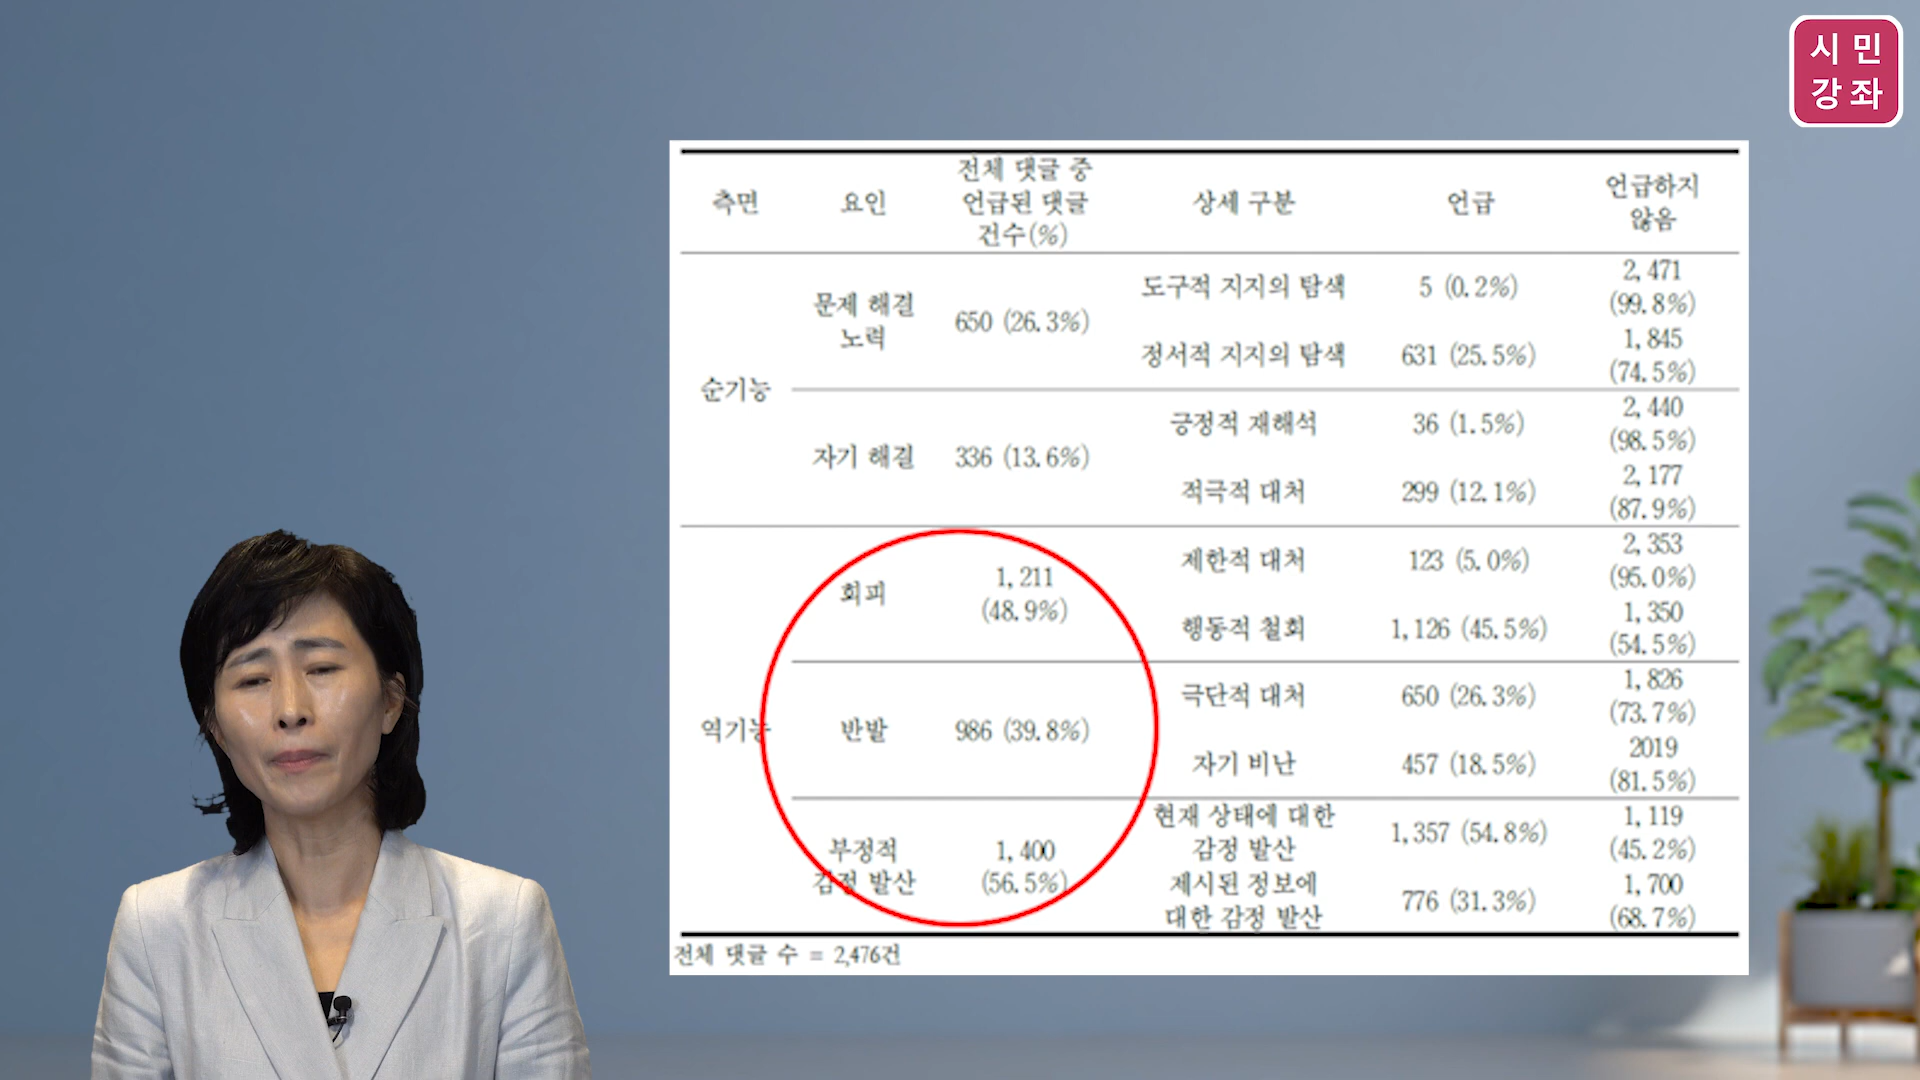 시민
강좌
측면 요인 전체 댓글 중 언급된 댓글 건수(%) 상세 구분 언급 언급하지 않음
순기능
문제 해결 노력 650 (26.3%)
도구적 지지의 탐색 5 (0.2%) 2,471 (99.8%)
정서적 지지의 탐색 631 (25.5%) 1,845 (74.5%)
자기 해결 336 (13.6%)
긍정적 재해석 36 (1.5%) 2,440 (98.5%)
적극적 대처 299 (12.1%) 2,177 (87.9%)
역기능
회피 1,211 (48.9%)
제한적 대처 123 (5.0%) 2,353 (95.0%)
행동적 철회 1,126 (45.5%) 1,350 (54.5%)
반발 986 (39.8%)
극단적 대처 650 (26.3%) 1,826 (73.7%)
자기 비난 457 (18.5%) 2019 (81.5%)
부정적 감정 발산 1,400 (56.5%)
현재 상태에 대한 감정 발산 1,357 (54.8%) 1,119 (45.2%)
제시된 정보에 대한 감정 발산 776 (31.3%) 1,700 (68.7%)
전체 댓글 수 = 2,476건